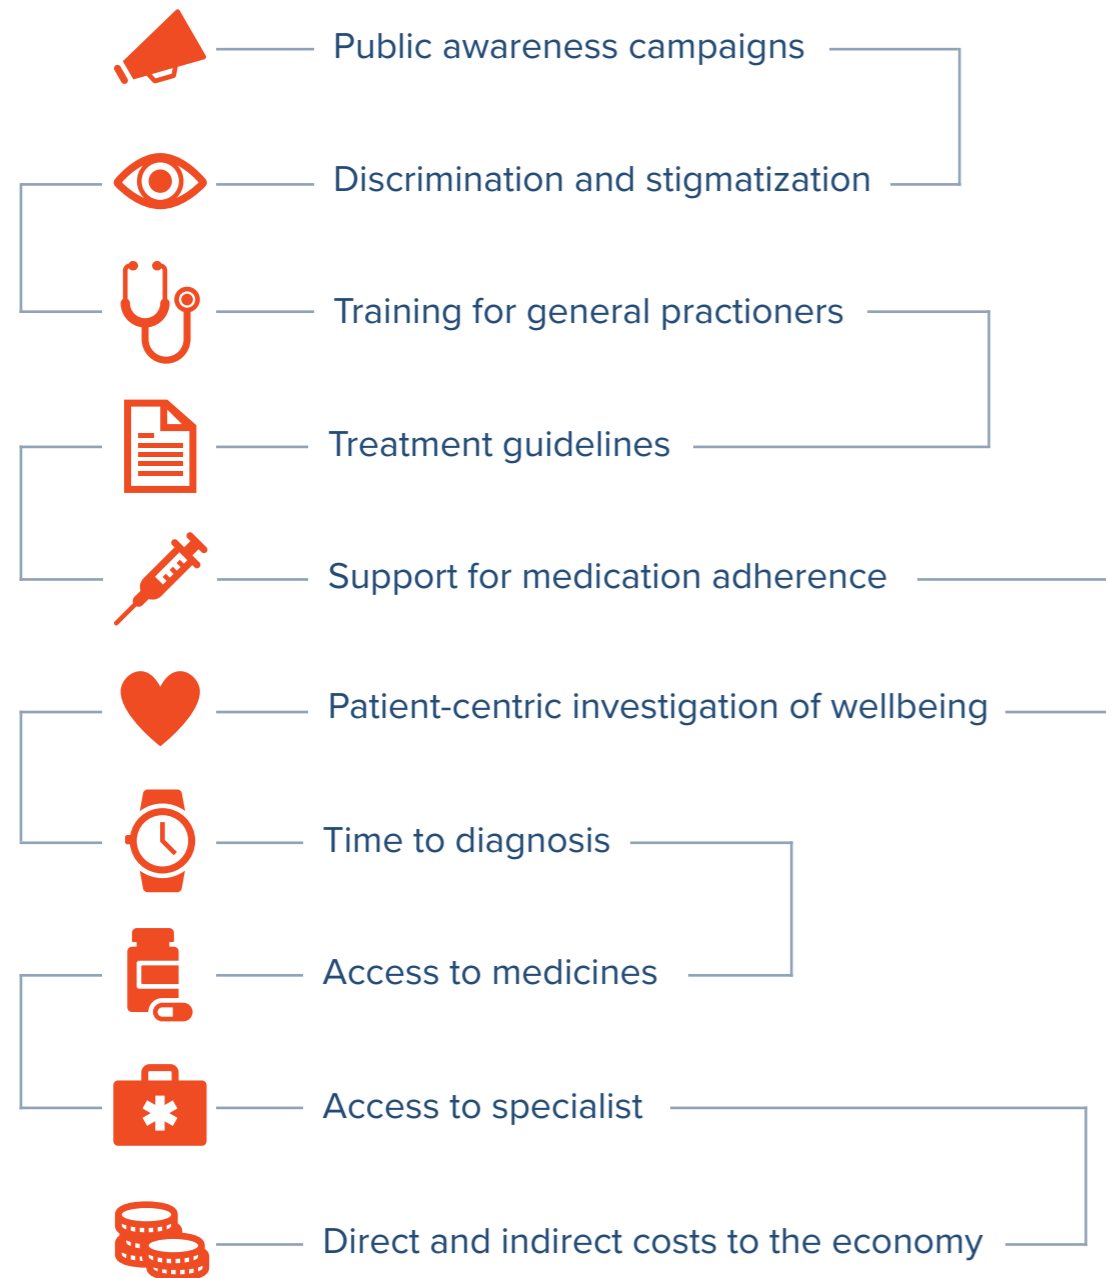 Public awareness campaigns
Discrimination and stigmatization
Training for general practioners
Treatment guidelines
Support for medication adherence
Patient-centric investigation of wellbeing
Time to diagnosis
Access to medicines
Access to specialist
Direct and indirect costs to the economy